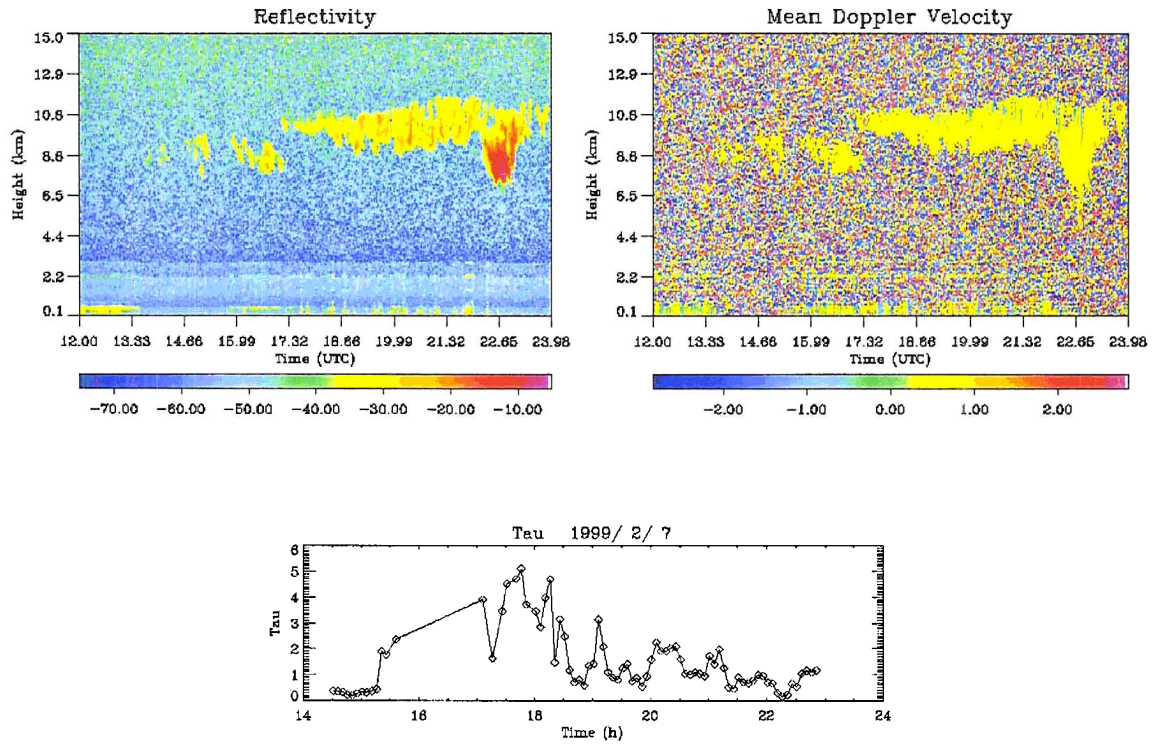 Reflectivity
Height (km)
15.0
12.9
10.8
8.6
6.5
4.4
2.2
0.1
12.00 13.33 14.66 15.99 17.32 18.66 19.99 21.32 22.65 23.98
Time (UTC)
-70.00 -60.00 -50.00 -40.00 -30.00 -20.00 -10.00
Mean Doppler Velocity
Height (km)
15.0
12.9
10.8
8.6
6.5
4.4
2.2
0.1
12.00 13.33 14.66 15.99 17.32 18.66 19.99 21.32 22.65 23.98
Time (UTC)
-2.00 -1.00 0.00 1.00 2.00
Tau 1999/ 2/ 7
Tau
6
5
4
3
2
1
0
14 16 18 20 22 24
Time (h)